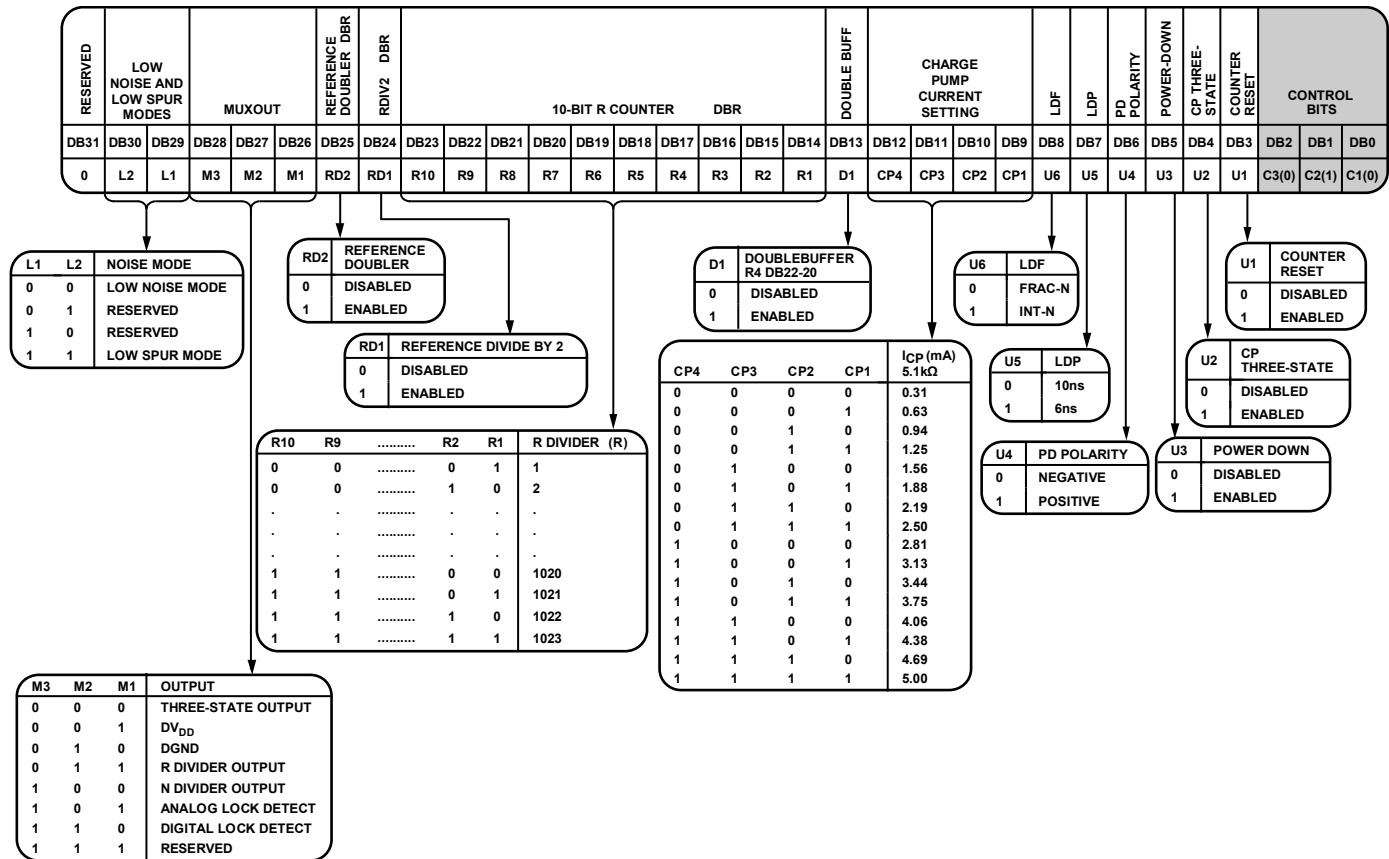 RESERVED
LOW
NOISE AND
LOW SPUR
MODES
MUXOUT
REFERENCE
DOUBLER DBR
RDIV2 DBR
10-BIT R COUNTER DBR
DOUBLE BUFF
CHARGE
PUMP
CURRENT
SETTING
LDF
LDP
PD
POLARITY
POWER-DOWN
CP THREE-
STATE
COUNTER
RESET
CONTROL
BITS
DB31 DB30 DB29 DB28 DB27 DB26 DB25 DB24 DB23 DB22 DB21 DB20 DB19 DB18 DB17 DB16 DB15 DB14 DB13 DB12 DB11 DB10 DB9 DB8 DB7 DB6 DB5 DB4 DB3 DB2 DB1 DB0
0 L2 L1 M3 M2 M1 RD2 RD1 R10 R9 R8 R7 R6 R5 R4 R3 R2 R1 D1 CP4 CP3 CP2 CP1 U6 U5 U4 U3 U2 U1 C3(0) C2(1) C1(0)
L1 L2 NOISE MODE
0 0 LOW NOISE MODE
0 1 RESERVED
1 0 RESERVED
1 1 LOW SPUR MODE
RD2 REFERENCE
DOUBLER
0 DISABLED
1 ENABLED
RD1 REFERENCE DIVIDE BY 2
0 DISABLED
1 ENABLED
R10 R9 .......... R2 R1 R DIVIDER (R)
0 0 .......... 0 1 1
0 0 .......... 1 0 2
. . .......... . . .
. . .......... . . .
. . .......... . . .
1 1 .......... 0 0 1020
1 1 .......... 0 1 1021
1 1 .......... 1 0 1022
1 1 .......... 1 1 1023
D1 DOUBLEBUFFER
R4 DB22-20
0 DISABLED
1 ENABLED
ICP (mA)
CP4 CP3 CP2 CP1 5.1kΩ
0 0 0 0 0.31
0 0 0 1 0.63
0 0 1 0 0.94
0 0 1 1 1.25
0 1 0 0 1.56
0 1 0 1 1.88
0 1 1 0 2.19
0 1 1 1 2.50
1 0 0 0 2.81
1 0 0 1 3.13
1 0 1 0 3.44
1 0 1 1 3.75
1 1 0 0 4.06
1 1 0 1 4.38
1 1 1 0 4.69
1 1 1 1 5.00
U6 LDF
0 FRAC-N
1 INT-N
U5 LDP
0 10ns
1 6ns
U4 PD POLARITY
0 NEGATIVE
1 POSITIVE
U1 COUNTER
RESET
0 DISABLED
1 ENABLED
U2 CP
THREE-STATE
0 DISABLED
1 ENABLED
U3 POWER DOWN
0 DISABLED
1 ENABLED
M3 M2 M1 OUTPUT
0 0 0 THREE-STATE OUTPUT
0 0 1 DVDD
0 1 0 DGND
0 1 1 R DIVIDER OUTPUT
1 0 0 N DIVIDER OUTPUT
1 0 1 ANALOG LOCK DETECT
1 1 0 DIGITAL LOCK DETECT
1 1 1 RESERVED